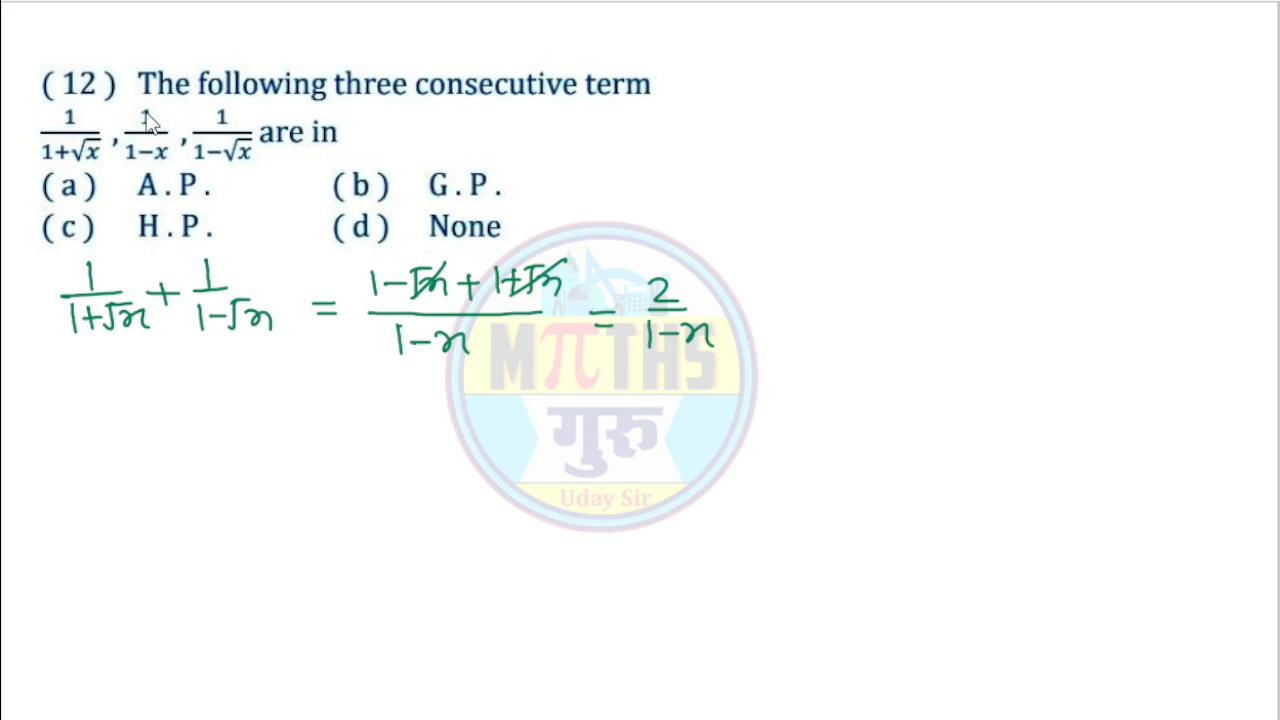 ( 12 ) The following three consecutive term
1/(1+√x) , 1/(1−x) , 1/(1−√x) are in
( a ) A . P . ( b ) G . P .
( c ) H . P . ( d ) None
1/(1+√x) + 1/(1−√x) = (1−√x + 1+√x)/(1−x) = 2/(1−x)
MπTHS
गुरु
Uday Sir